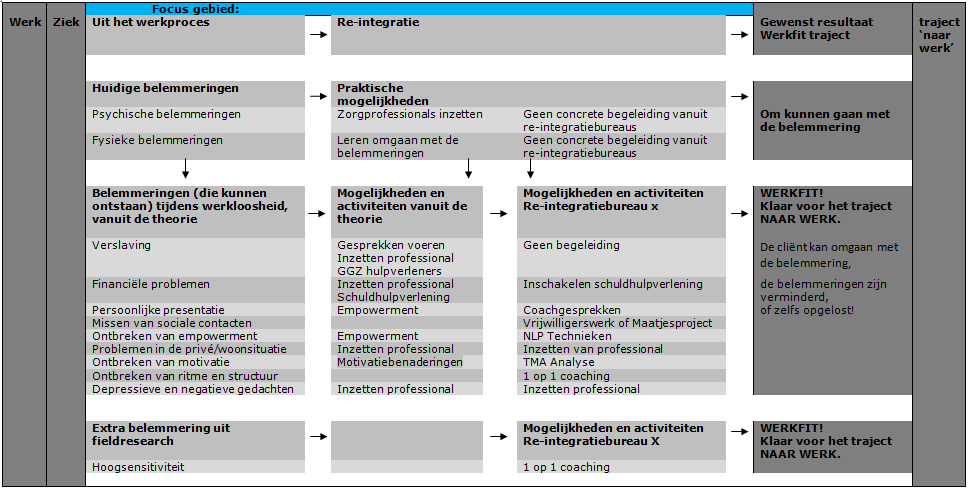 Focus gebied:
Werk
Ziek
Uit het werkproces
Re-integratie
Gewenst resultaat
Werkfit traject
traject
‘naar
werk’
Huidige belemmeringen
Praktische
mogelijkheden
Om kunnen gaan met
de belemmering
Psychische belemmeringen
Zorgprofessionals inzetten
Geen concrete begeleiding vanuit
re-integratiebureaus
Fysieke belemmeringen
Leren omgaan met de
belemmeringen
Geen concrete begeleiding vanuit
re-integratiebureaus
Belemmeringen (die kunnen
ontstaan) tijdens werkloosheid,
vanuit de theorie
Mogelijkheden en
activiteiten vanuit de
theorie
Mogelijkheden en activiteiten
Re-integratiebureau x
WERKFIT!
Klaar voor het traject
NAAR WERK.
De cliënt kan omgaan met
de belemmering,
de belemmeringen zijn
verminderd,
of zelfs opgelost!
Verslaving
Gesprekken voeren
Inzetten professional
GGZ hulpverleners
Geen begeleiding
Financiële problemen
Inzetten professional
Schuldhulpverlening
Inschakelen schuldhulpverlening
Persoonlijke presentatie
Empowerment
Coachgesprekken
Missen van sociale contacten
Vrijwilligerswerk of Maatjesproject
Ontbreken van empowerment
Empowerment
NLP Technieken
Problemen in de privé/woonsituatie
Inzetten professional
Inzetten van professional
Ontbreken van motivatie
Motivatiebenaderingen
TMA Analyse
Ontbreken van ritme en structuur
1 op 1 coaching
Depressieve en negatieve gedachten
Inzetten professional
Inzetten professional
Extra belemmering uit
fieldresearch
Mogelijkheden en activiteiten
Re-integratiebureau X
WERKFIT!
Klaar voor het traject
NAAR WERK.
Hoogsensitiviteit
1 op 1 coaching